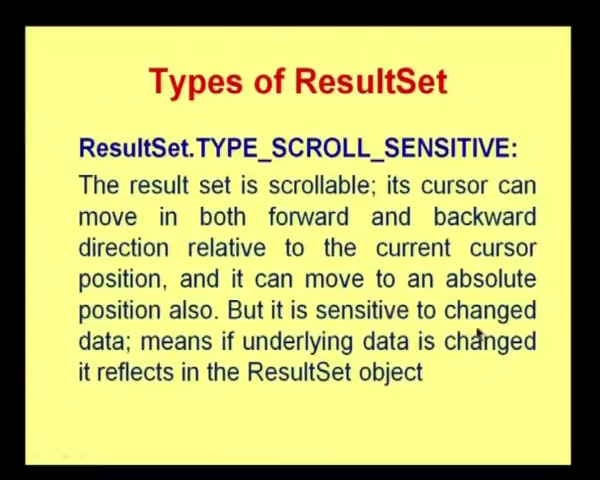 Types of ResultSet
ResultSet.TYPE_SCROLL_SENSITIVE:
The result set is scrollable; its cursor can
move in both forward and backward
direction relative to the current cursor
position, and it can move to an absolute
position also. But it is sensitive to changed
data; means if underlying data is changed
it reflects in the ResultSet object